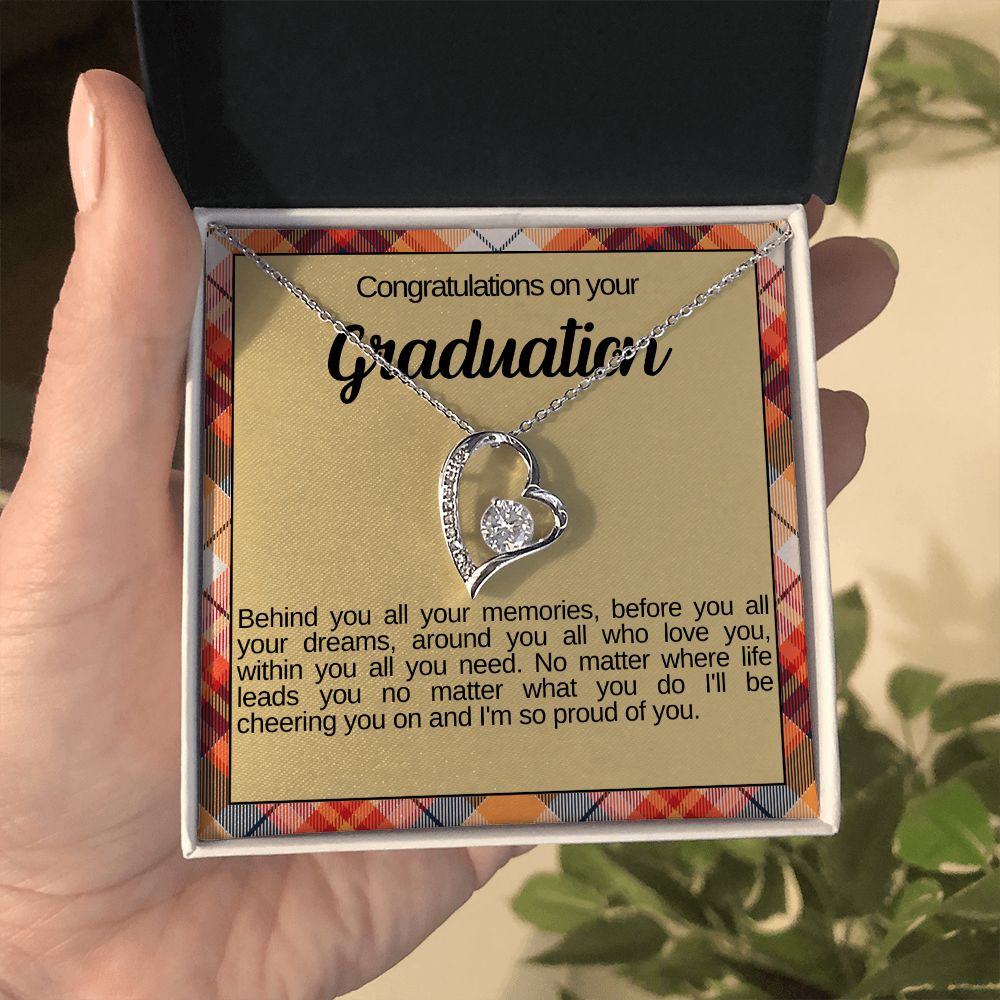 Congratulations on your
Graduation
Behind you all your memories, before you all
your dreams, around you all who love you,
within you all you need. No matter where life
leads you no matter what you do I'll be
cheering you on and I'm so proud of you.